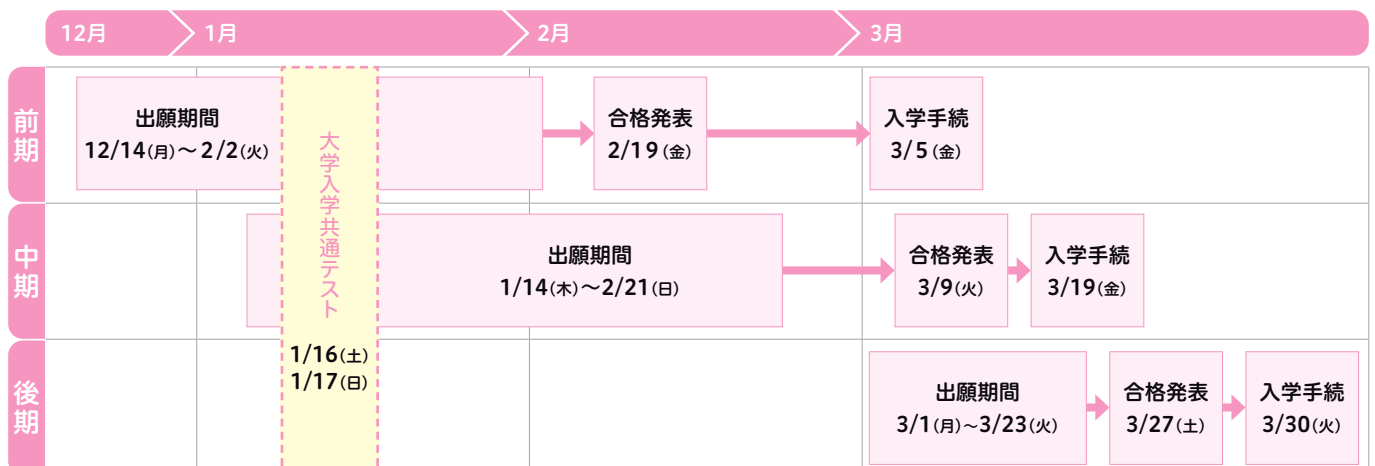 12月
1月
2月
3月
前期
出願期間
12/14(月)～2/2(火)
合格発表
2/19(金)
入学手続
3/5(金)
大学入学共通テスト
1/16(土)
1/17(日)
中期
出願期間
1/14(木)～2/21(日)
合格発表
3/9(火)
入学手続
3/19(金)
後期
出願期間
3/1(月)～3/23(火)
合格発表
3/27(土)
入学手続
3/30(火)